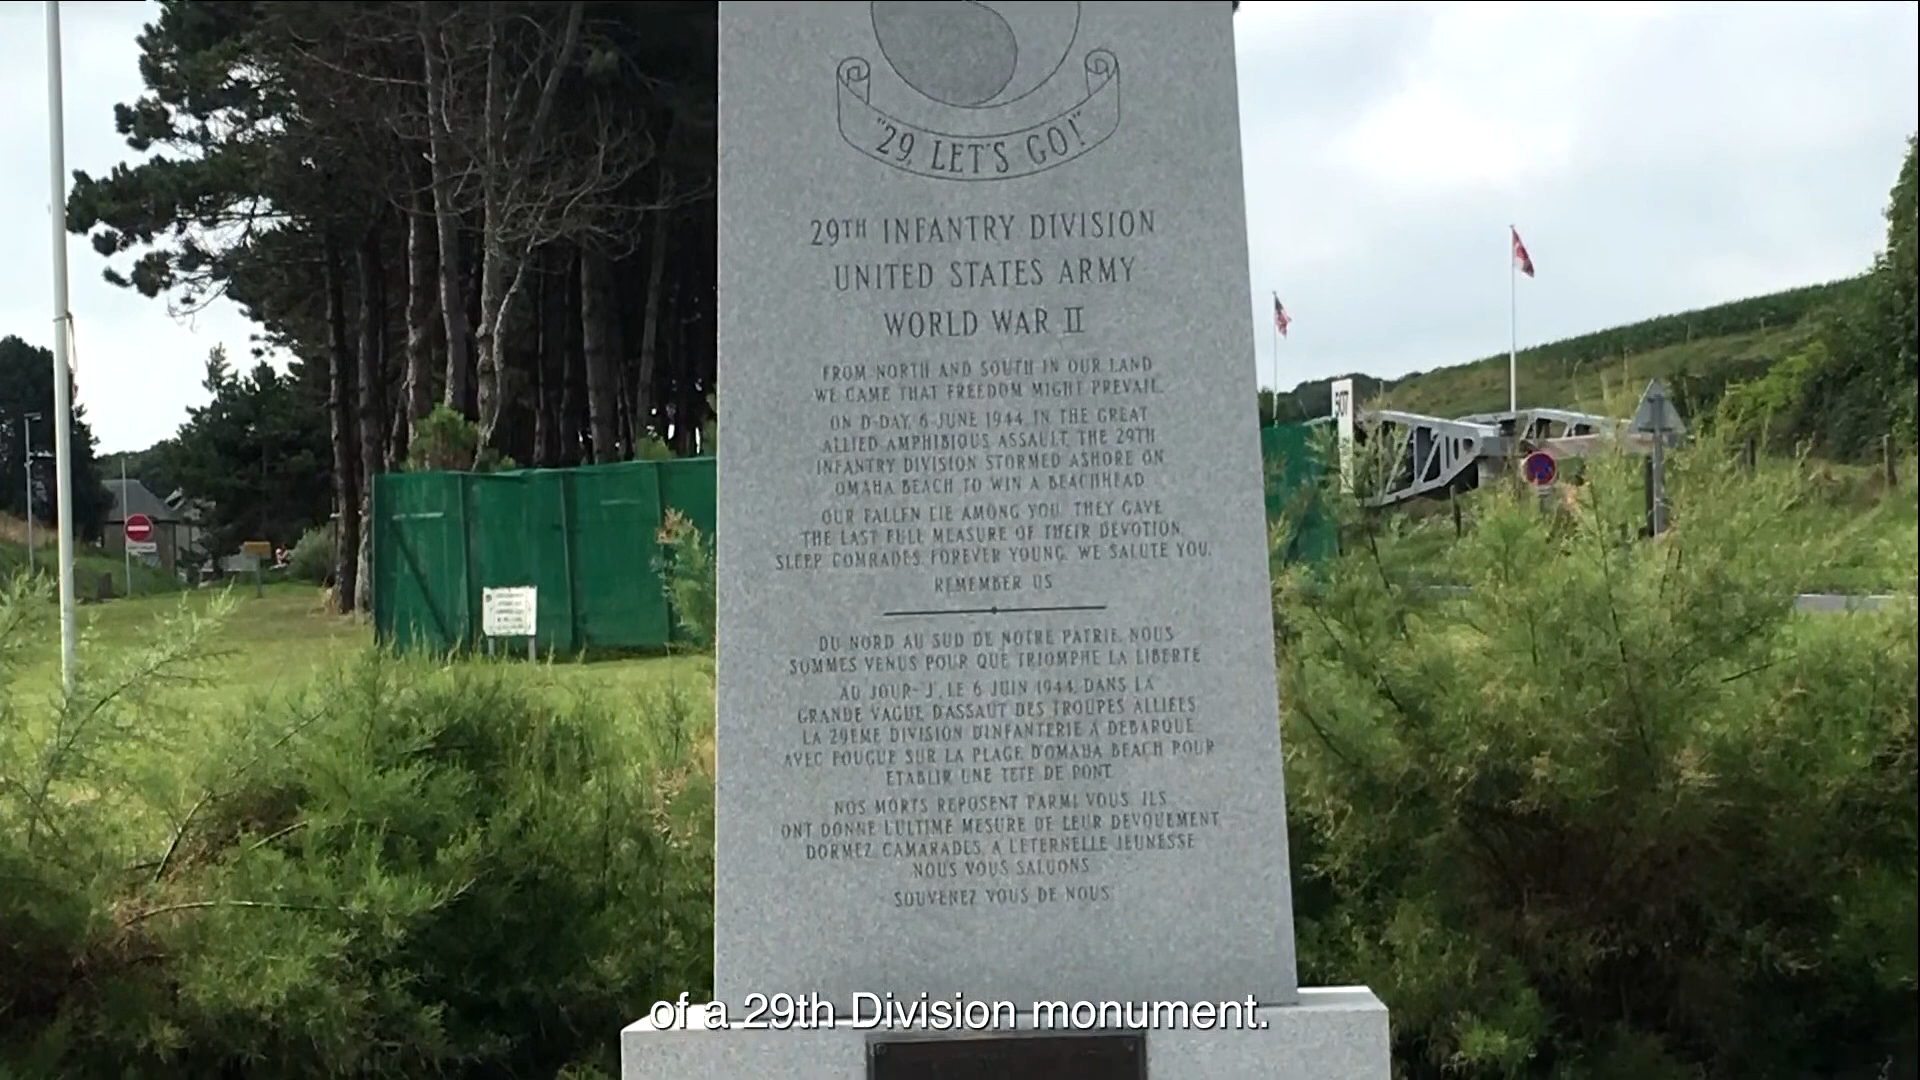 "29, LET'S GO!"
29TH INFANTRY DIVISION
UNITED STATES ARMY
WORLD WAR II
FROM NORTH AND SOUTH IN OUR LAND
WE CAME THAT FREEDOM MIGHT PREVAIL.
ON D-DAY, 6 JUNE 1944, IN THE GREAT
ALLIED AMPHIBIOUS ASSAULT, THE 29TH
INFANTRY DIVISION STORMED ASHORE ON
OMAHA BEACH TO WIN A BEACHHEAD.
OUR FALLEN LIE AMONG YOU. THEY GAVE
THE LAST FULL MEASURE OF THEIR DEVOTION.
SLEEP, COMRADES, FOREVER YOUNG. WE SALUTE YOU.
REMEMBER US
DU NORD AU SUD DE NOTRE PATRIE, NOUS
SOMMES VENUS POUR QUE TRIOMPHE LA LIBERTE
AU JOUR-'J', LE 6 JUIN 1944, DANS LA
GRANDE VAGUE D'ASSAUT DES TROUPES ALLIEES
LA 29EME DIVISION D'INFANTERIE A DEBARQUE
AVEC FOUGUE SUR LA PLAGE D'OMAHA BEACH POUR
ETABLIR UNE TETE DE PONT
NOS MORTS REPOSENT PARMI VOUS. ILS
ONT DONNE L'ULTIME MESURE DE LEUR DEVOUEMENT
DORMEZ, CAMARADES, A L'ETERNELLE JEUNESSE
NOUS VOUS SALUONS
SOUVENEZ VOUS DE NOUS
507
of a 29th Division monument.